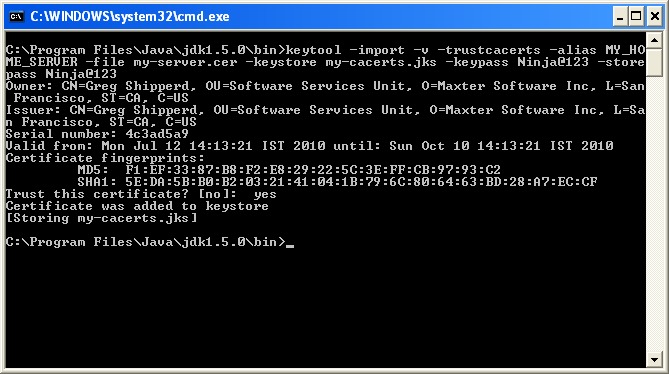 C:\WINDOWS\system32\cmd.exe
C:\Program Files\Java\jdk1.5.0\bin>keytool -import -v -trustcacerts -alias MY_HO
ME_SERVER -file my-server.cer -keystore my-cacerts.jks -keypass Ninja@123 -store
pass Ninja@123
Owner: CN=Greg Shipperd, OU=Software Services Unit, O=Maxter Software Inc, L=San
Francisco, ST=CA, C=US
Issuer: CN=Greg Shipperd, OU=Software Services Unit, O=Maxter Software Inc, L=Sa
n Francisco, ST=CA, C=US
Serial number: 4c3ad5a9
Valid from: Mon Jul 12 14:13:21 IST 2010 until: Sun Oct 10 14:13:21 IST 2010
Certificate fingerprints:
MD5: F1:EF:33:87:B8:F2:E8:29:22:5C:3E:FF:CB:97:93:C2
SHA1: 5E:DA:5B:B0:B2:03:21:41:04:1B:79:6C:80:64:63:BD:28:A7:EC:CF
Trust this certificate? [no]: yes
Certificate was added to keystore
[Storing my-cacerts.jks]
C:\Program Files\Java\jdk1.5.0\bin>_